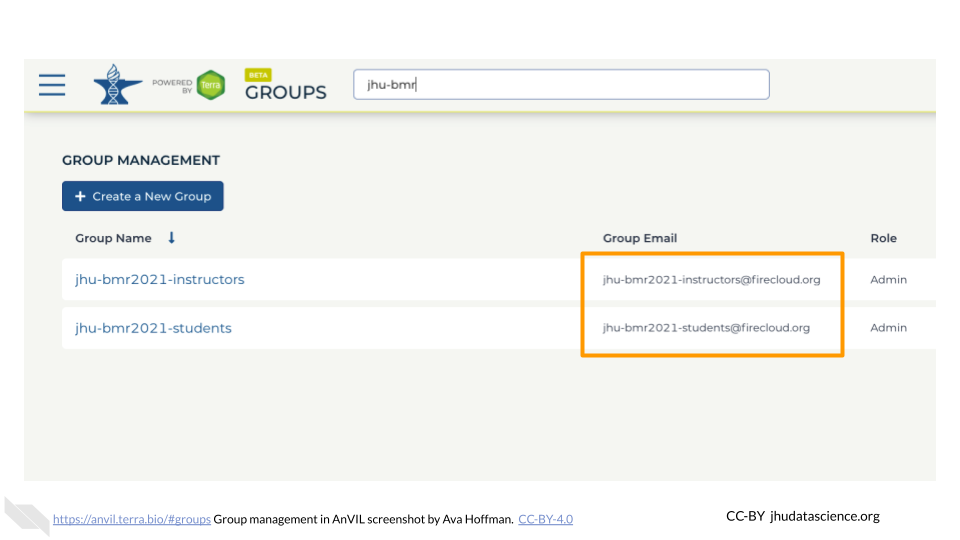 POWERED BY
Terra
BETA
GROUPS
jhu-bmr
GROUP MANAGEMENT
+ Create a New Group
Group Name ↓ Group Email Role
jhu-bmr2021-instructors jhu-bmr2021-instructors@firecloud.org Admin
jhu-bmr2021-students jhu-bmr2021-students@firecloud.org Admin
https://anvil.terra.bio/#groups Group management in AnVIL screenshot by Ava Hoffman. CC-BY-4.0
CC-BY jhudatascience.org